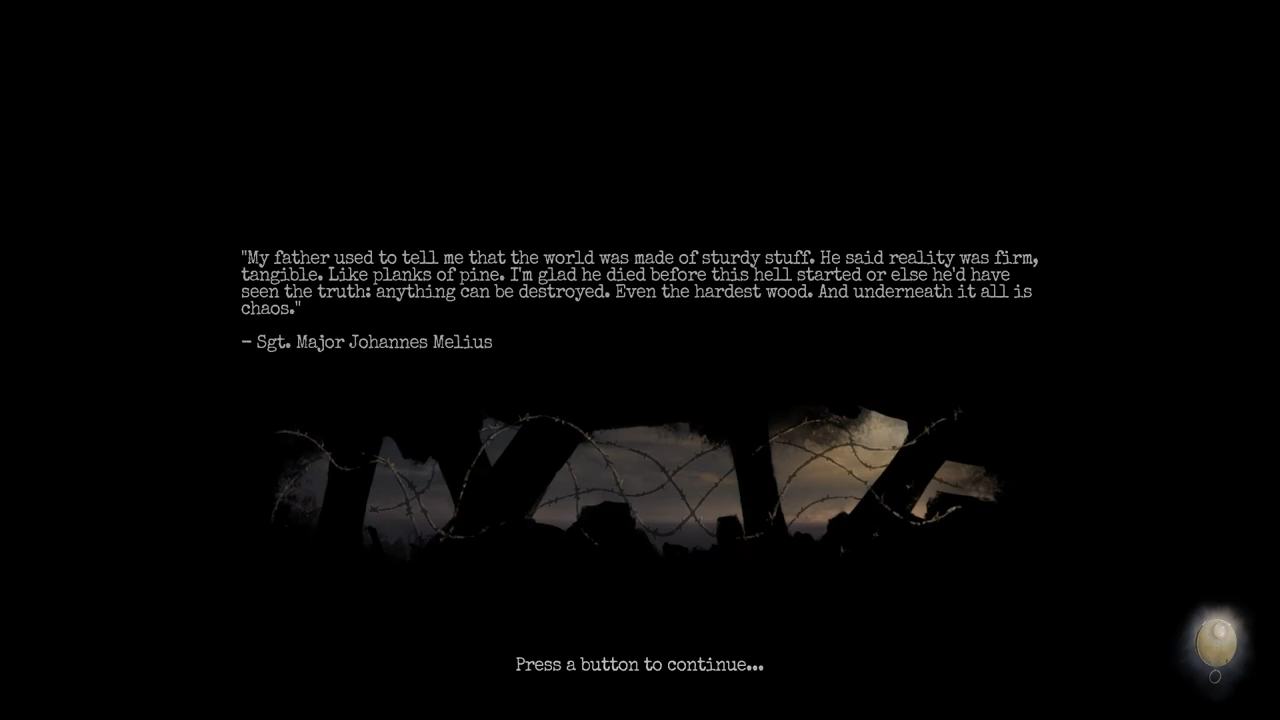 "My father used to tell me that the world was made of sturdy stuff. He said reality was firm,
tangible. Like planks of pine. I'm glad he died before this hell started or else he'd have
seen the truth: anything can be destroyed. Even the hardest wood. And underneath it all is
chaos."
- Sgt. Major Johannes Melius
Press a button to continue...